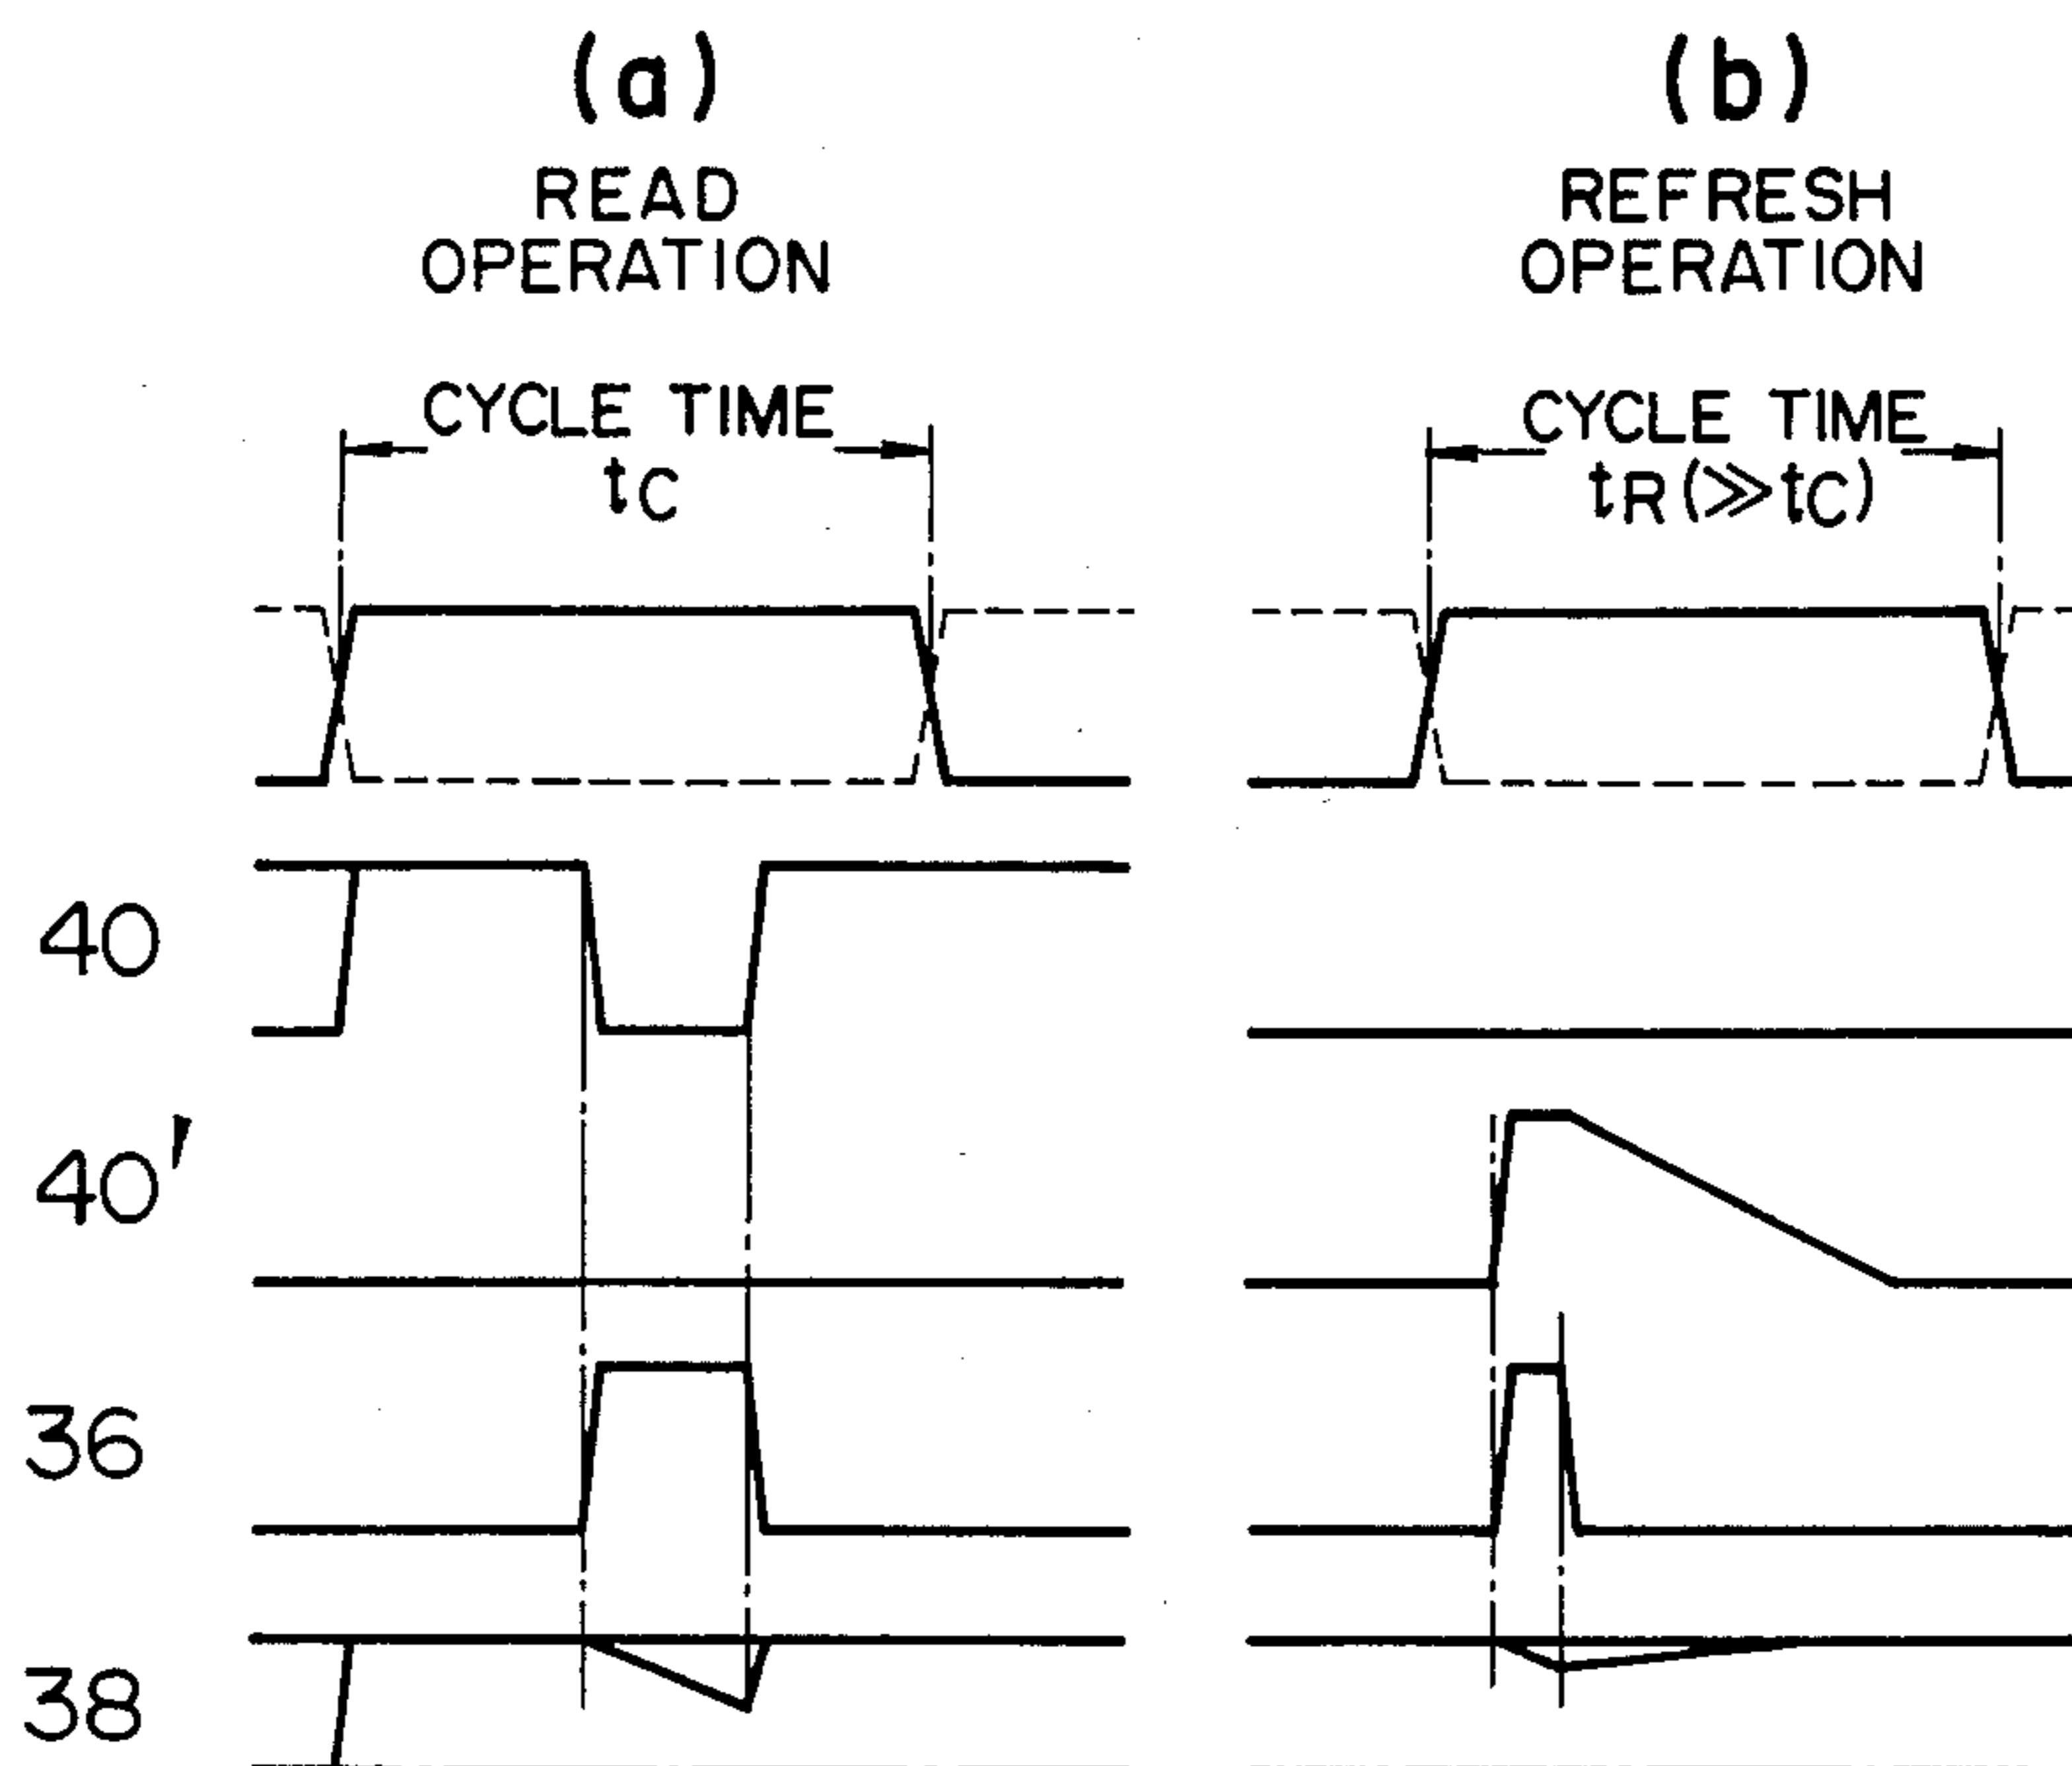 (a)
READ
OPERATION
CYCLE TIME
tC
(b)
REFRESH
OPERATION
CYCLE TIME
tR(≫tC)
40
40'
36
38